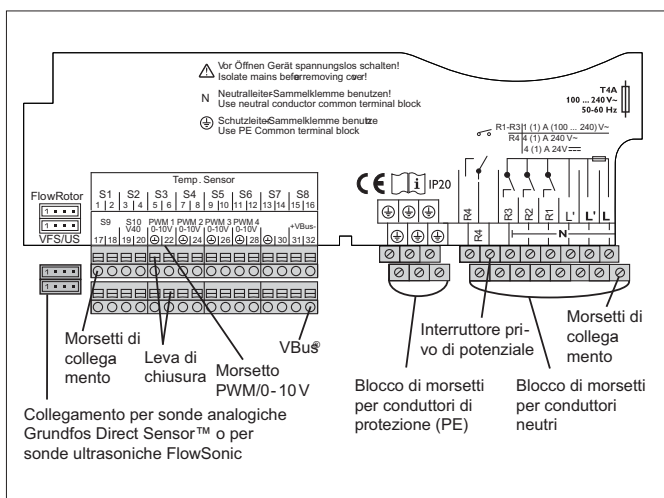 Vor Öffnen Gerät spannungslos schalten!
Isolate mains before removing cover!
N Neutralleiter-Sammelklemme benutzen!
Use neutral conductor common terminal block
Schutzleiter-Sammelklemme benutzen
Use PE Common terminal block
T4A
100 ... 240 V~
50-60 Hz
R1-R3 1 (1) A (100 ... 240) V~
R4 4 (1) A 240 V~
4 (1) A 24V
Temp. Sensor
S1 S2 S3 S4 S5 S6 S7 S8
1 2 3 4 5 6 7 8 9 10 11 12 13 14 15 16
FlowRotor
1
1
VFS/US
S9 S10 PWM 1 PWM 2 PWM 3 PWM 4
V40 0-10V 0-10V 0-10V 0-10V +VBus-
17 18 19 20 22 24 26 28 30 31 32
1
1
CE i IP20
R4 R3 R2 R1 L' L' L
R4 N
Morsetti di
collega
mento
Leva di
chiusura
Morsetto
PWM/0-10 V
VBus®
Collegamento per sonde analogiche
Grundfos Direct Sensor™ o per
sonde ultrasoniche FlowSonic
Interruttore pri-
vo di potenziale
Morsetti di
collega
mento
Blocco di morsetti
per conduttori di
protezione (PE)
Blocco di morsetti
per conduttori
neutri